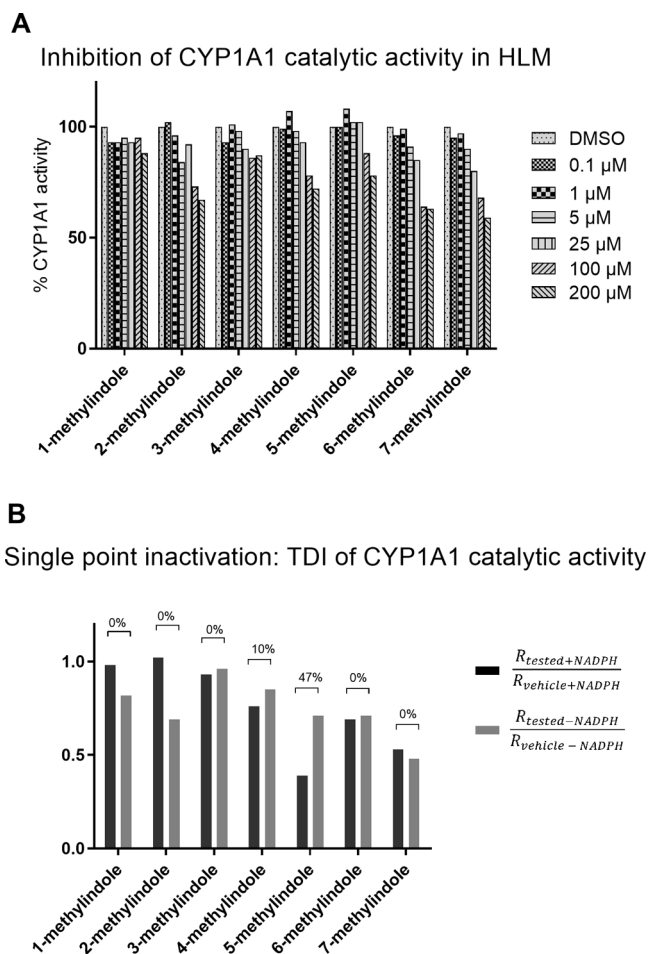 A
Inhibition of CYP1A1 catalytic activity in HLM
% CYP1A1 activity
100
50
0
DMSO
0.1 µM
1 µM
5 µM
25 µM
100 µM
200 µM
1-methylindole
2-methylindole
3-methylindole
4-methylindole
5-methylindole
6-methylindole
7-methylindole
B
Single point inactivation: TDI of CYP1A1 catalytic activity
1.0
0.5
0.0
0%
0%
0%
10%
47%
0%
0%
R tested+NADPH
R vehicle+NADPH
R tested−NADPH
R vehicle−NADPH
1-methylindole
2-methylindole
3-methylindole
4-methylindole
5-methylindole
6-methylindole
7-methylindole